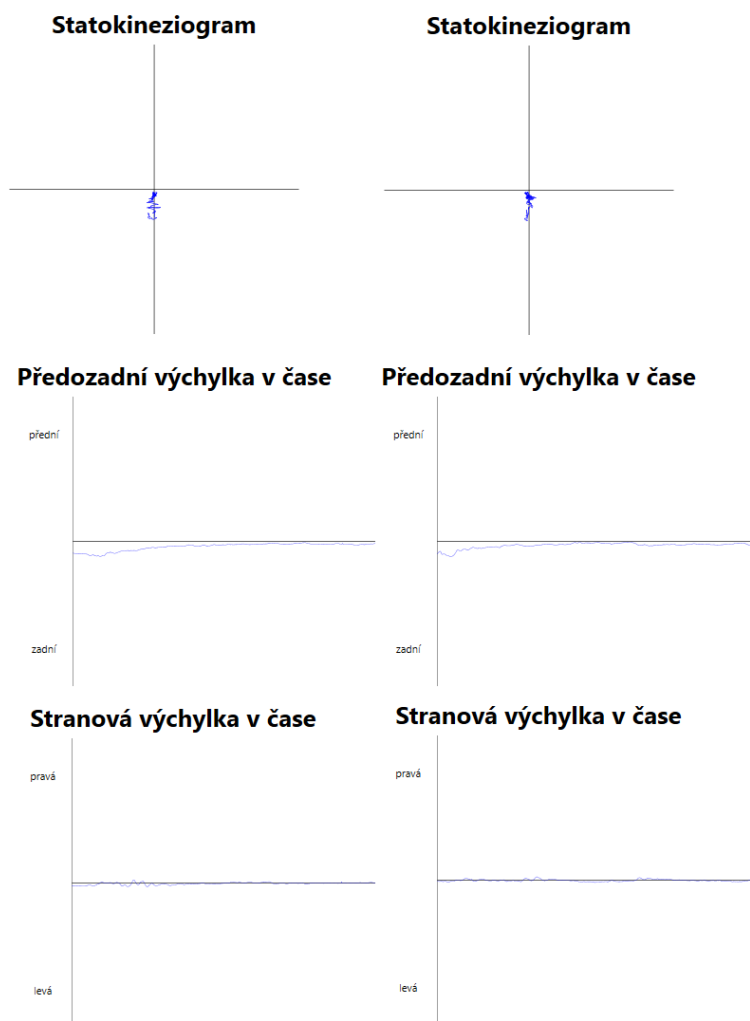 Statokineziogram
Statokineziogram
Předozadní výchylka v čase
Předozadní výchylka v čase
přední
přední
zadní
zadní
Stranová výchylka v čase
Stranová výchylka v čase
pravá
pravá
levá
levá